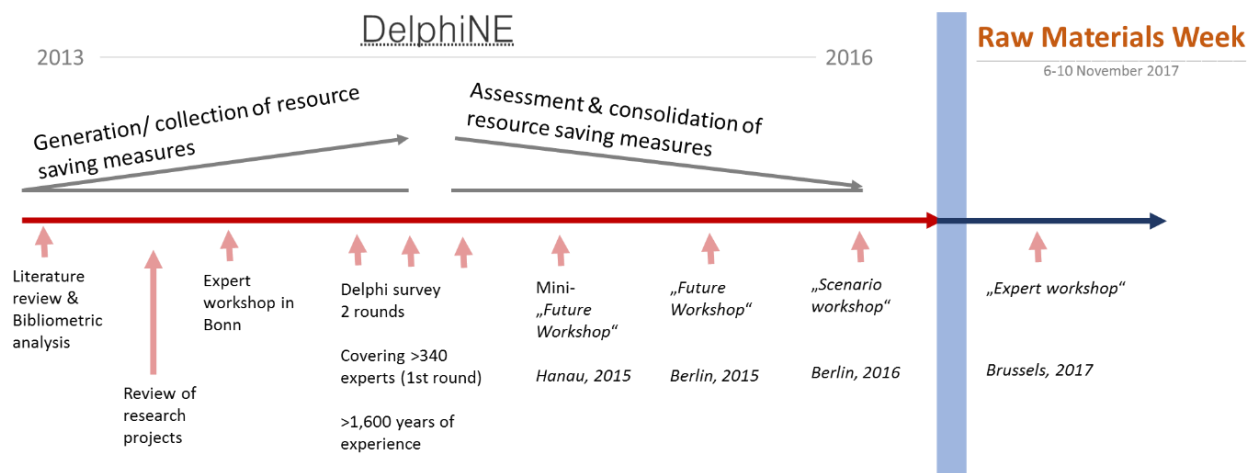 DelphiNE
2013
2016
Raw Materials Week
6-10 November 2017
Generation/ collection of resource
saving measures
Assessment & consolidation of
resource saving measures
Literature
review &
Bibliometric
analysis
Review of
research
projects
Expert
workshop in
Bonn
Delphi survey
2 rounds
Covering >340
experts (1st round)
>1,600 years of
experience
Mini-
„Future
Workshop“
Hanau, 2015
„Future
Workshop“
Berlin, 2015
„Scenario
workshop“
Berlin, 2016
„Expert workshop“
Brussels, 2017